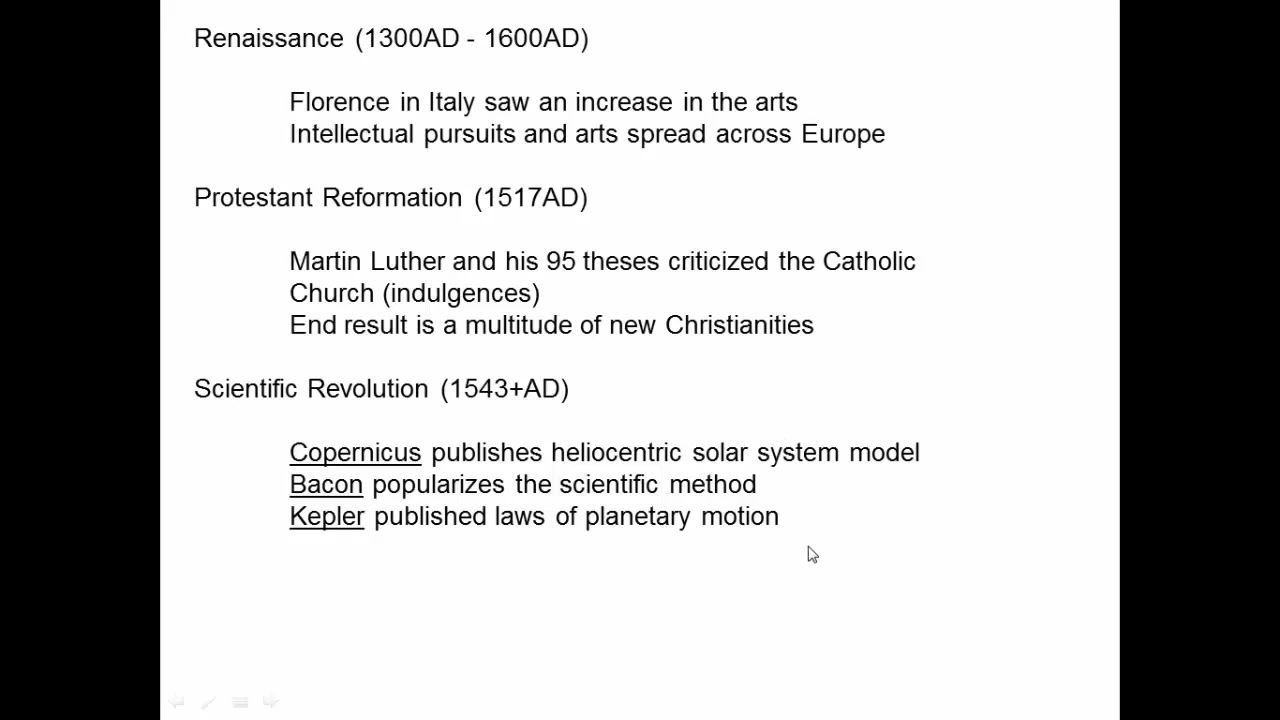 Renaissance (1300AD - 1600AD)
Florence in Italy saw an increase in the arts
Intellectual pursuits and arts spread across Europe
Protestant Reformation (1517AD)
Martin Luther and his 95 theses criticized the Catholic
Church (indulgences)
End result is a multitude of new Christianities
Scientific Revolution (1543+AD)
Copernicus publishes heliocentric solar system model
Bacon popularizes the scientific method
Kepler published laws of planetary motion